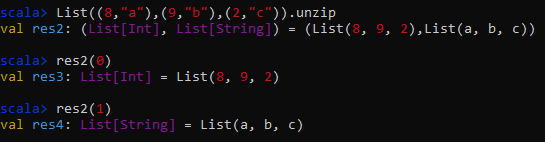 scala> List((8,"a"),(9,"b"),(2,"c")).unzip
val res2: (List[Int], List[String]) = (List(8, 9, 2),List(a, b, c))
scala> res2(0)
val res3: List[Int] = List(8, 9, 2)
scala> res2(1)
val res4: List[String] = List(a, b, c)